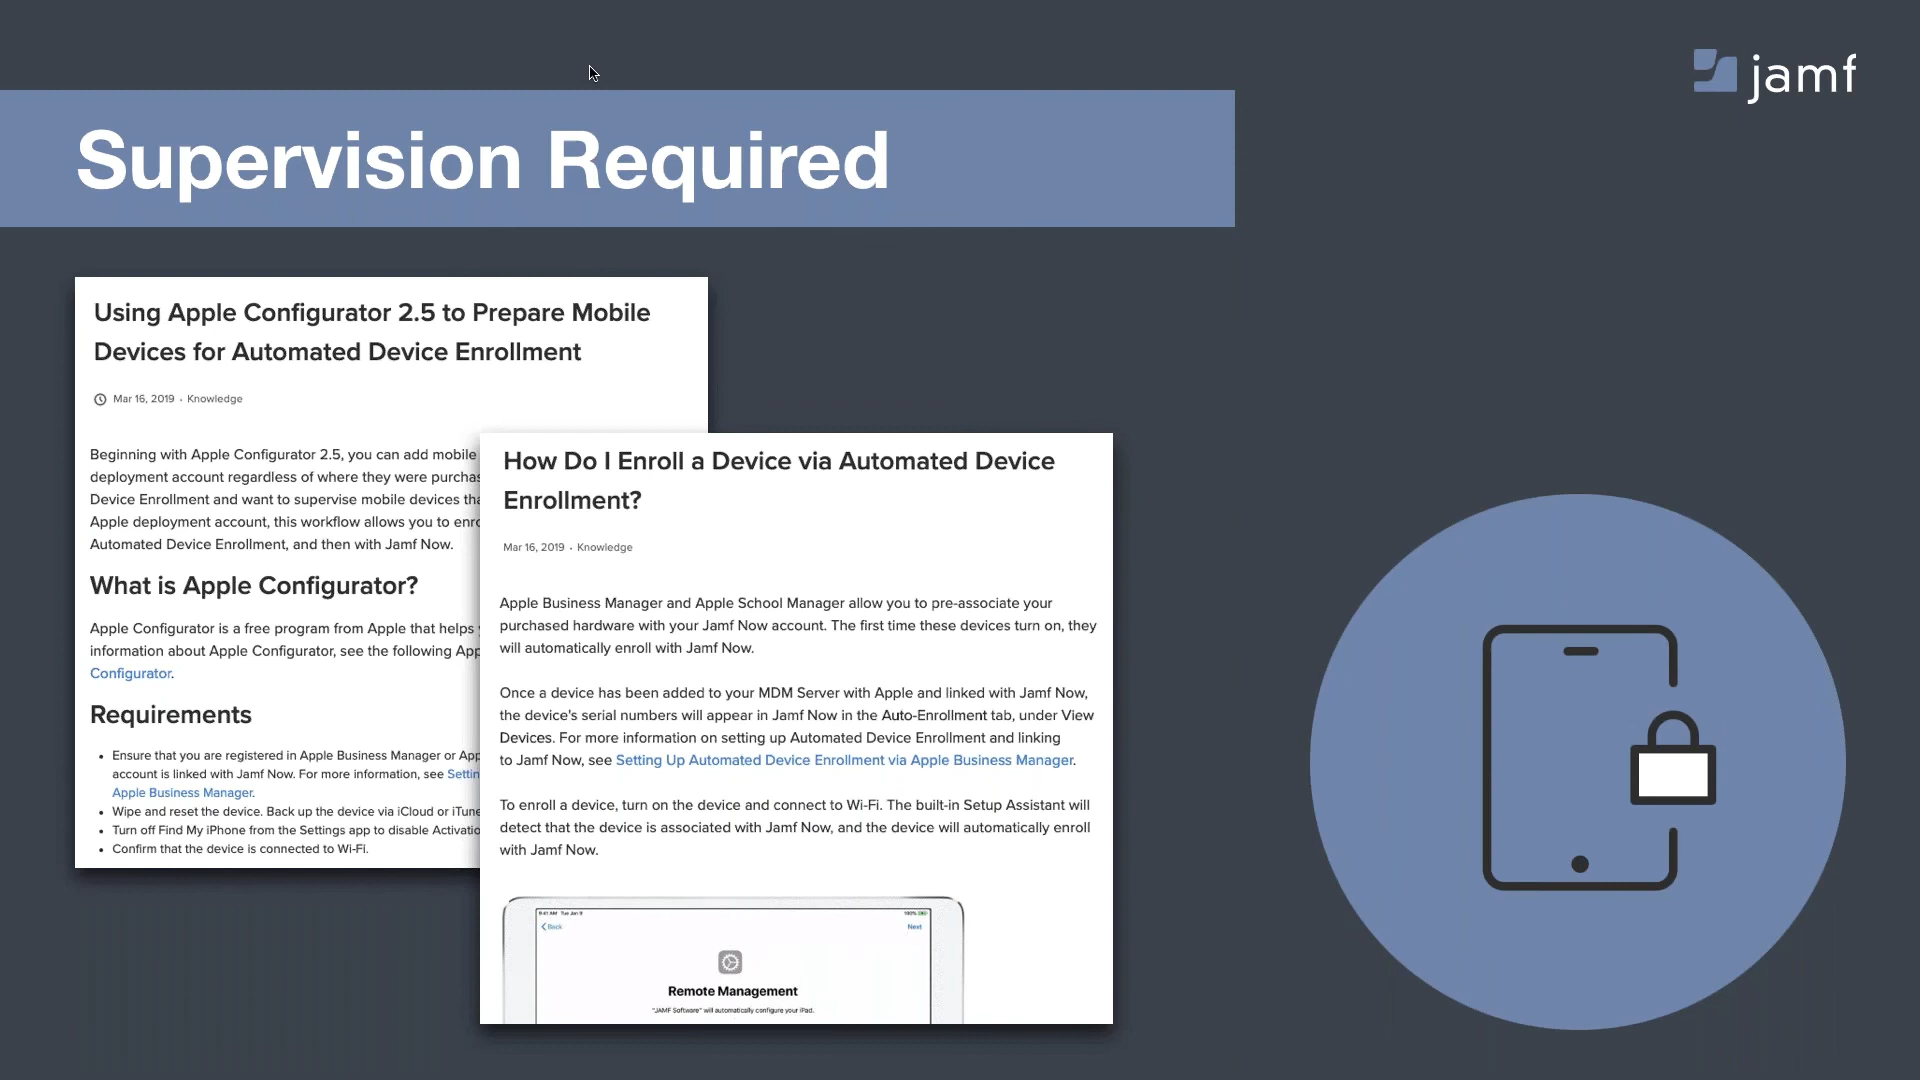 jamf
Supervision Required
Using Apple Configurator 2.5 to Prepare Mobile
Devices for Automated Device Enrollment
Mar 16, 2019 • Knowledge
Beginning with Apple Configurator 2.5, you can add mobile
deployment account regardless of where they were
Device Enrollment and want to supervise mobile devices
Apple deployment account, this workflow allows you to
Automated Device Enrollment, and then with Jamf Now.
What is Apple Configurator?
Apple Configurator is a free program from Apple that helps
information about Apple Configurator, see the following
Configurator.
Requirements
• Ensure that you are registered in Apple Business Manager or
account is linked with Jamf Now. For more information, see
Apple Business Manager.
• Wipe and reset the device. Back up the device via iCloud or
• Turn off Find My iPhone from the Settings app to disable
• Confirm that the device is connected to Wi-Fi.
How Do I Enroll a Device via Automated Device
Enrollment?
Mar 16, 2019 • Knowledge
Apple Business Manager and Apple School Manager allow you to pre-associate your
purchased hardware with your Jamf Now account. The first time these devices turn on, they
will automatically enroll with Jamf Now.
Once a device has been added to your MDM Server with Apple and linked with Jamf Now,
the device's serial numbers will appear in Jamf Now in the Auto-Enrollment tab, under View
Devices. For more information on setting up Automated Device Enrollment and linking
to Jamf Now, see Setting Up Automated Device Enrollment via Apple Business Manager.
To enroll a device, turn on the device and connect to Wi-Fi. The built-in Setup Assistant will
detect that the device is associated with Jamf Now, and the device will automatically enroll
with Jamf Now.
9:41 AM Tue Jan 9 100%
Back Next
Remote Management
"JAMF Software" will automatically configure your iPad.